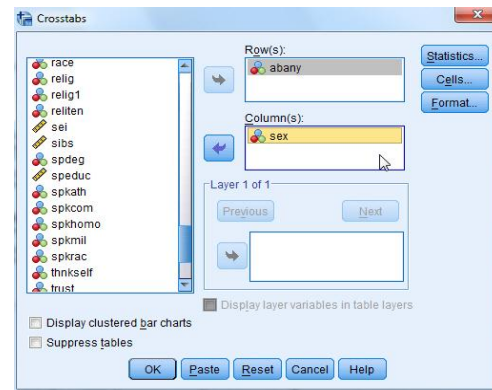 Crosstabs
race
relig
relig1
reliten
sei
sibs
spdeg
speduc
spkath
spkcom
spkhomo
spkmil
spkrac
thnkself
trust
Row(s):
abany
Column(s):
sex
Layer 1 of 1
Previous
Next
Display layer variables in table layers
Statistics...
Cells...
Format...
Display clustered bar charts
Suppress tables
OK Paste Reset Cancel Help